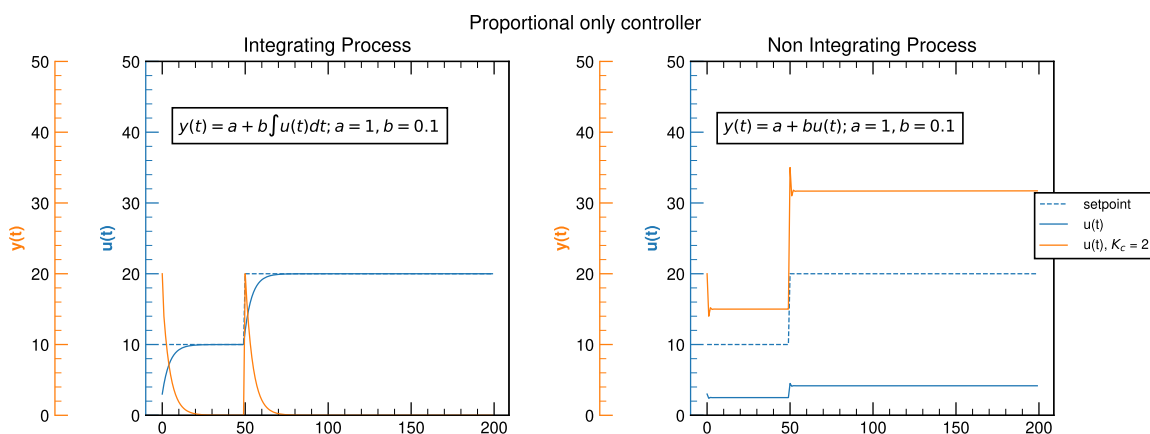 Proportional only controller
Integrating Process
50
40
30
20
10
0
y(t)
50
40
30
20
10
0
u(t)
y(t) = a + b∫u(t)dt; a = 1, b = 0.1
0 50 100 150 200
Non Integrating Process
50
40
30
20
10
0
y(t)
50
40
30
20
10
0
u(t)
y(t) = a + bu(t); a = 1, b = 0.1
0 50 100 150 200
setpoint
u(t)
u(t), K_c = 2